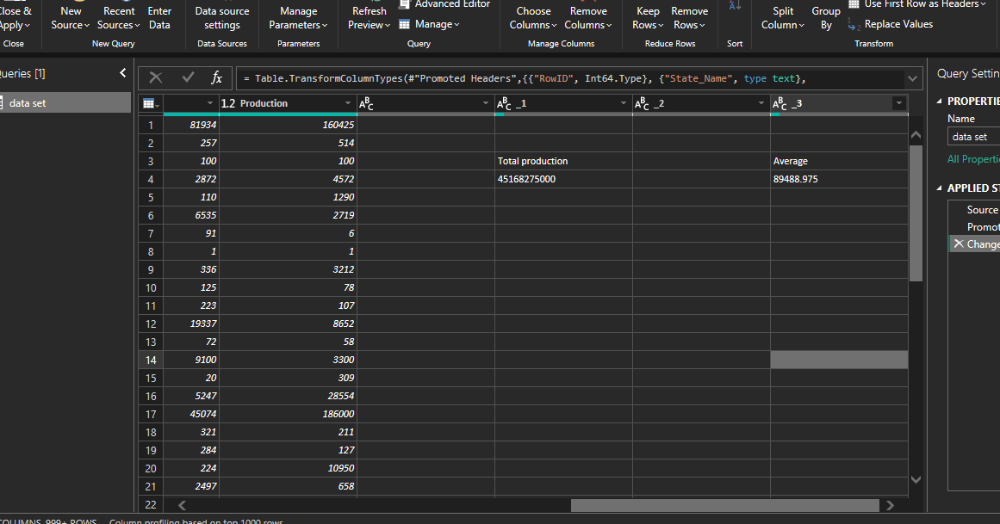 Close &
Apply
New
Source
Recent
Sources
Enter
Data
Data source
settings
Manage
Parameters
Refresh
Preview
Advanced Editor
Manage
Choose
Columns
Remove
Columns
Keep
Rows
Remove
Rows
Split
Column
Group
By
Use First Row as Headers
Replace Values
Close
New Query
Data Sources
Parameters
Query
Manage Columns
Reduce Rows
Sort
Transform
ueries [1]
data set
fx
= Table.TransformColumnTypes(#"Promoted Headers",{{"RowID", Int64.Type}, {"State_Name", type text},
1.2 Production ABC ABC _1 ABC _2 ABC _3
1 81934 160425
2 257 514
3 100 100 Total production Average
4 2872 4572 45168275000 89488.975
5 110 1290
6 6535 2719
7 91 6
8 1 1
9 336 3212
10 125 78
11 223 107
12 19337 8652
13 72 58
14 9100 3300
15 20 309
16 5247 28554
17 45074 186000
18 321 211
19 284 127
20 224 10950
21 2497 658
22
Query Settin
PROPERTIE
Name
data set
All Properti
APPLIED ST
Source
Promot
Change
COLUMNS, 999+ ROWS Column profiling based on top 1000 rows